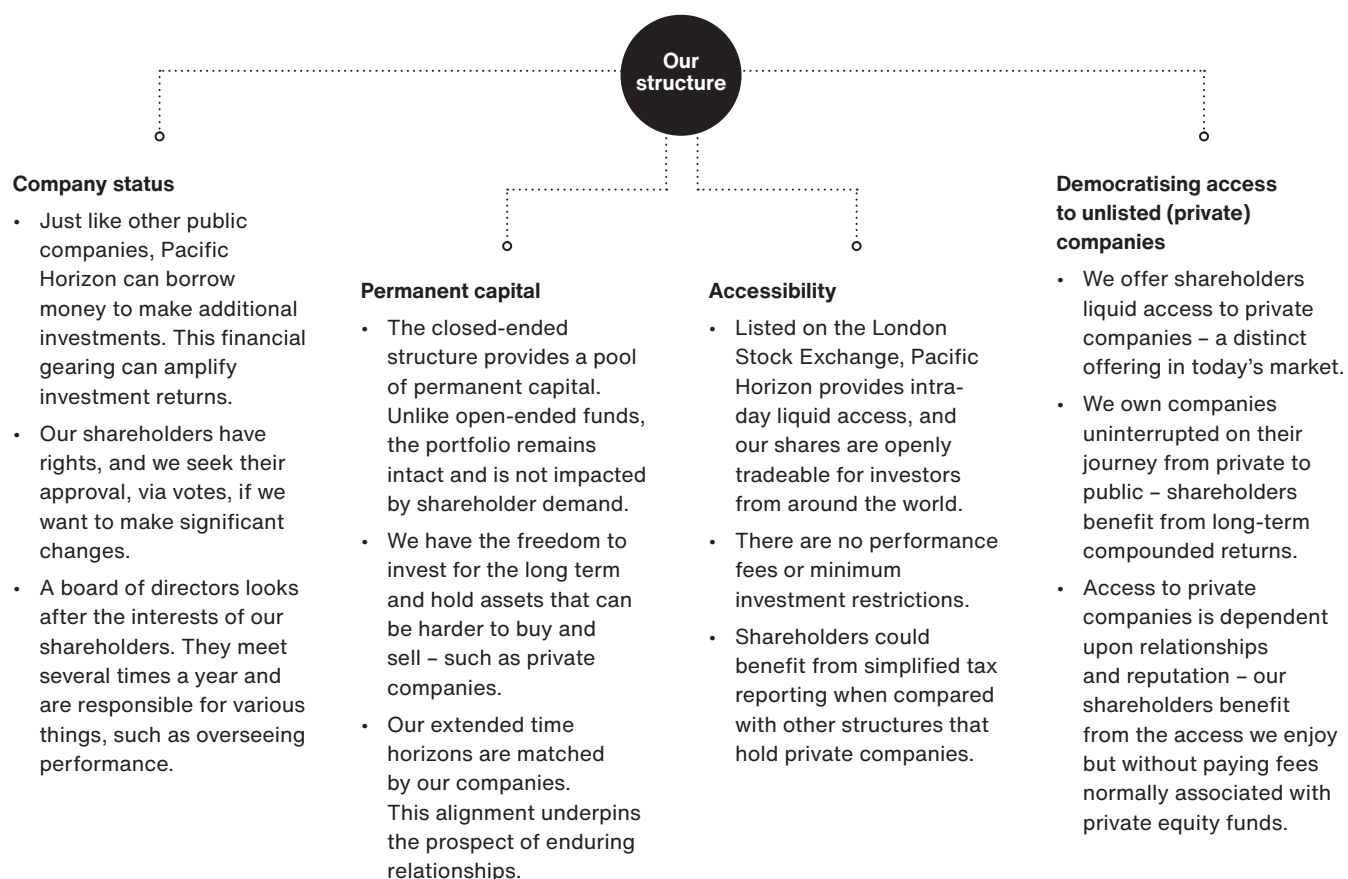 Our
structure
Company status
• Just like other public
companies, Pacific
Horizon can borrow
money to make additional
investments. This financial
gearing can amplify
investment returns.
• Our shareholders have
rights, and we seek their
approval, via votes, if we
want to make significant
changes.
• A board of directors looks
after the interests of our
shareholders. They meet
several times a year and
are responsible for various
things, such as overseeing
performance.
Permanent capital
• The closed-ended
structure provides a pool
of permanent capital.
Unlike open-ended funds,
the portfolio remains
intact and is not impacted
by shareholder demand.
• We have the freedom to
invest for the long term
and hold assets that can
be harder to buy and
sell – such as private
companies.
• Our extended time
horizons are matched
by our companies.
This alignment underpins
the prospect of enduring
relationships.
Accessibility
• Listed on the London
Stock Exchange, Pacific
Horizon provides intra-
day liquid access, and
our shares are openly
tradeable for investors
from around the world.
• There are no performance
fees or minimum
investment restrictions.
• Shareholders could
benefit from simplified tax
reporting when compared
with other structures that
hold private companies.
Democratising access
to unlisted (private)
companies
• We offer shareholders
liquid access to private
companies – a distinct
offering in today’s market.
• We own companies
uninterrupted on their
journey from private to
public – shareholders
benefit from long-term
compounded returns.
• Access to private
companies is dependent
upon relationships
and reputation – our
shareholders benefit
from the access we enjoy
but without paying fees
normally associated with
private equity funds.